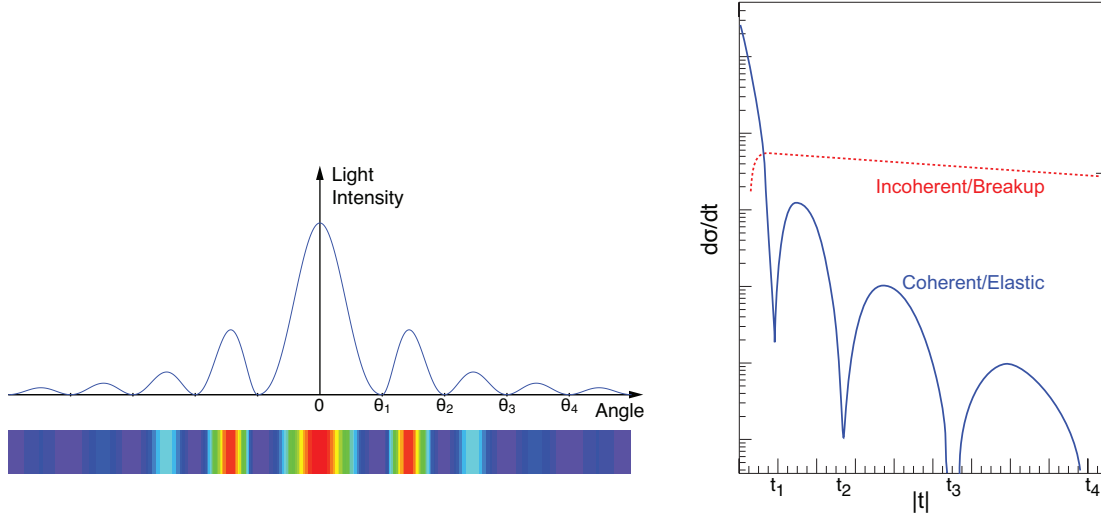 Light
Intensity
0
θ1
θ2
θ3
θ4
Angle
dσ/dt
Incoherent/Breakup
Coherent/Elastic
t1
t2
t3
t4
|t|